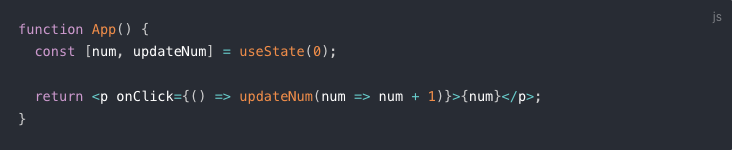 js
function App() {
  const [num, updateNum] = useState(0);

  return <p onClick={() => updateNum(num => num + 1)}>{num}</p>;
}